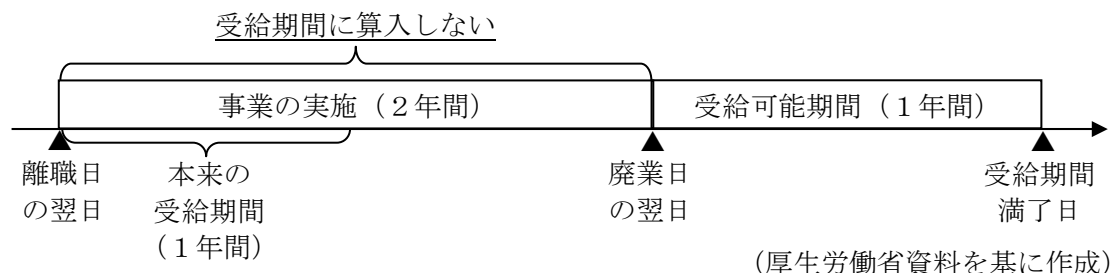 受給期間に算入しない
事業の実施（２年間）
受給可能期間（１年間）
離職日
の翌日
本来の
受給期間
（１年間）
廃業日
の翌日
受給期間
満了日
（厚生労働省資料を基に作成）